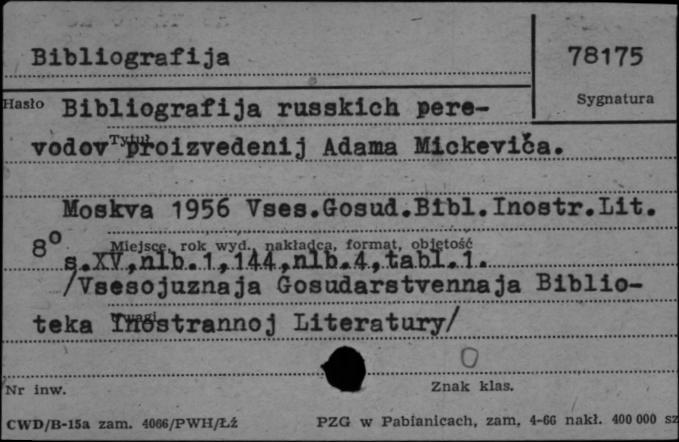 Bibliografija
78175
Hasło
Sygnatura
Bibliografija russkich pere-
Tytuł
vodov proizvedenij Adama Mickeviča.
Moskva 1956 Vses.Gosud.Bibl.Inostr.Lit.
8°
Miejsce, rok wyd., nakładca, format, objętość
s.XV,nlb.1,144,nlb.4,tabl.1.
/Vsesojuznaja Gosudarstvennaja Biblio-
Uwagi
teka Inostrannoj Literatury/
Nr inw.
Znak klas.
CWD/B-15a zam. 4066/PWH/Łź
PZG w Pabianicach, zam. 4-66 nakł. 400 000 sz